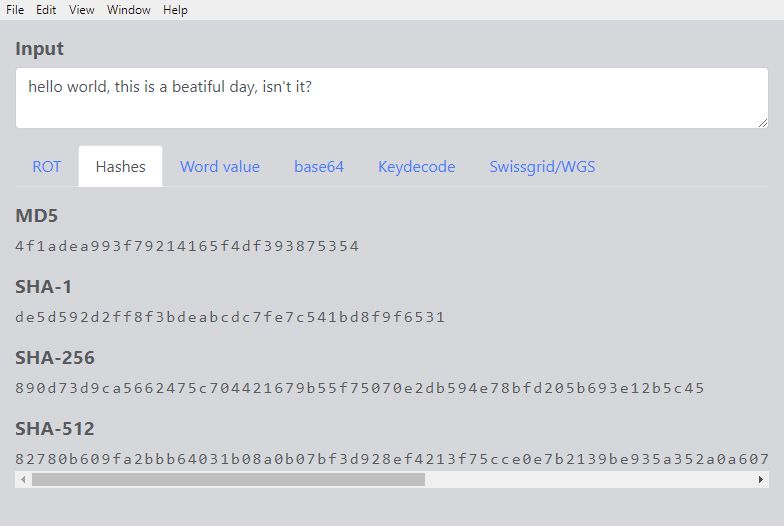 File Edit View Window Help
Input
hello world, this is a beatiful day, isn't it?
ROT Hashes Word value base64 Keydecode Swissgrid/WGS
MD5
4f1adea993f79214165f4df393875354
SHA-1
de5d592d2ff8f3bdeabcdc7fe7c541bd8f9f6531
SHA-256
890d73d9ca5662475c704421679b55f75070e2db594e78bfd205b693e12b5c45
SHA-512
82780b609fa2bbb64031b08a0b07bf3d928ef4213f75cce0e7b2139be935a352a0a607